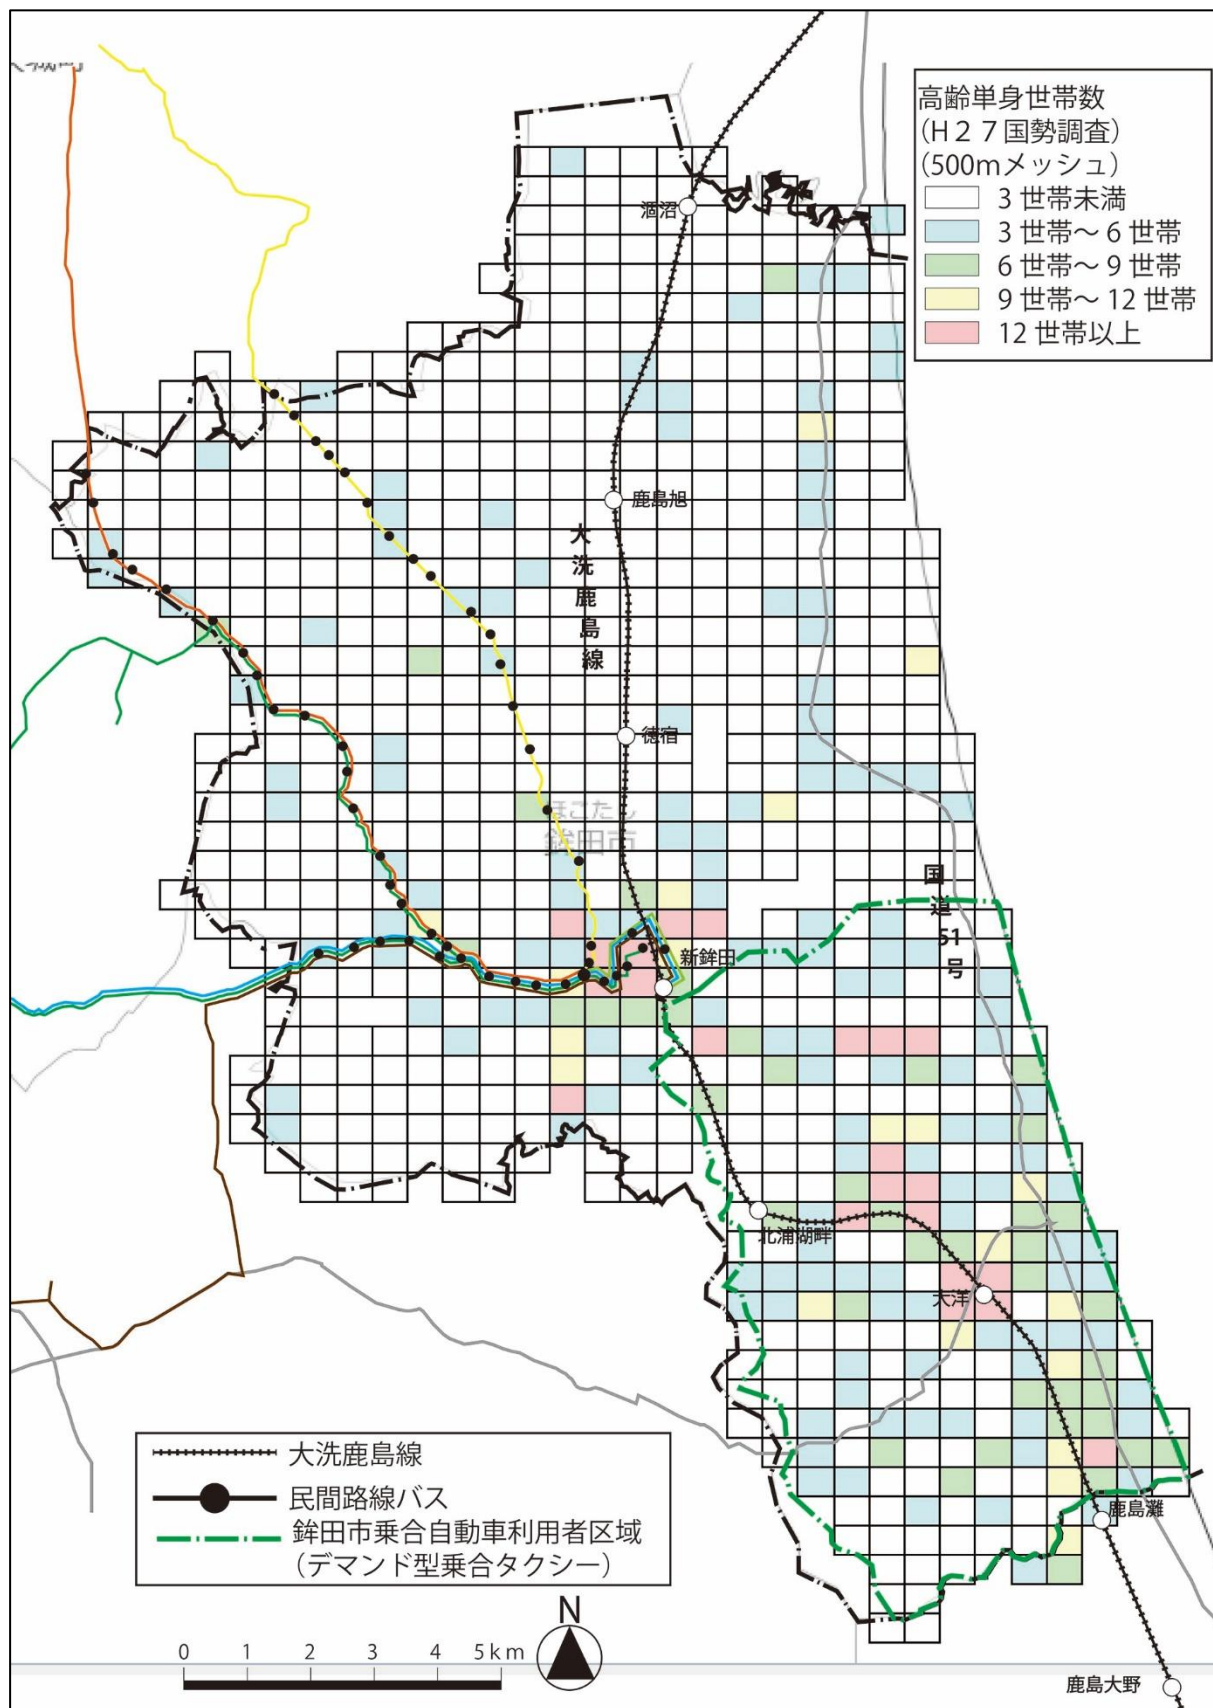 高齢単身世帯数
(H27国勢調査)
(500mメッシュ)
3世帯未満
3世帯～6世帯
6世帯～9世帯
9世帯～12世帯
12世帯以上
涸沼
鹿島旭
大洗鹿島線
徳宿
ほこたし
鉾田市
国道51号
新鉾田
北浦湖畔
大洋
大洗鹿島線
民間路線バス
鉾田市乗合自動車利用者区域
(デマンド型乗合タクシー)
鹿島灘
N
0 1 2 3 4 5km
鹿島大野